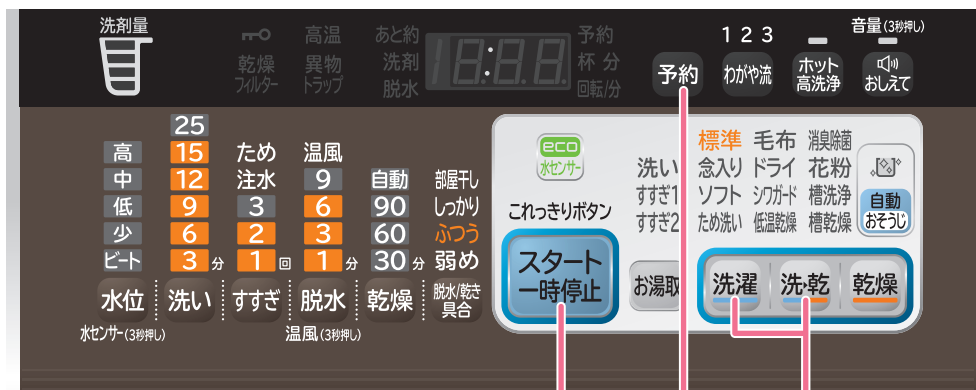 洗剤量
高温
あと約
予約
1 2 3
音量(3秒押し)
乾燥
フィルター
異物
トラップ
洗剤
脱水
18:8.8
杯 分
回転/分
予約
わがや流
ホット
高洗浄
おしえて
25
高 15 ため 温風
中 12 注水 9 自動 部屋干し
低 9 3 6 90 しっかり
少 6 2 3 60 ふつう
ビート 3 分 1 回 1 分 30 分 弱め
水位 洗い すすぎ 脱水 乾燥 脱水/乾き
具合
水センサー(3秒押し)
温風(3秒押し)
eco
水センサー
これっきりボタン
スタート
一時停止
洗い
すすぎ1
すすぎ2
標準 毛布 消臭除菌
念入り ドライ 花粉
ソフト シワガード 槽洗浄
ため洗い 低温乾燥 槽乾燥
自動
おそうじ
お湯取
洗濯 洗・乾 乾燥